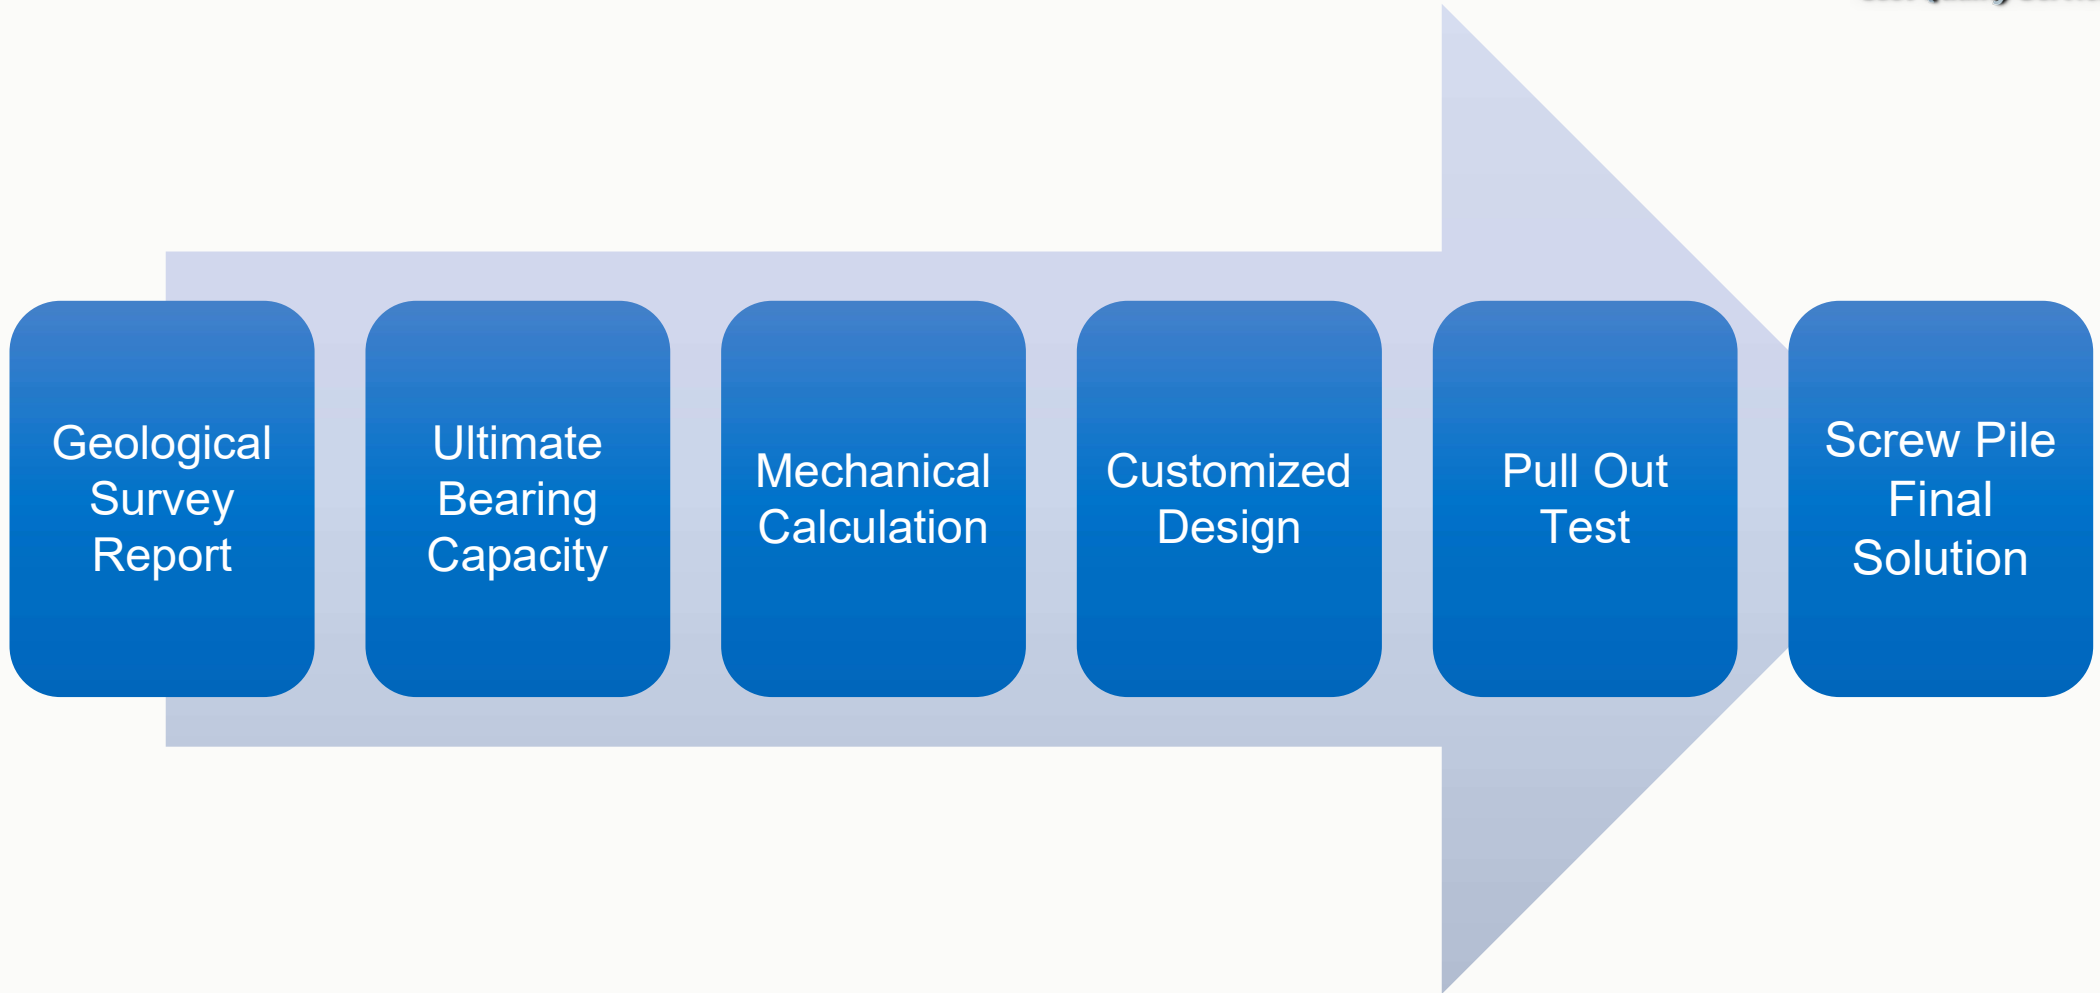 Geological
Survey
Report
Ultimate
Bearing
Capacity
Mechanical
Calculation
Customized
Design
Pull Out
Test
Screw Pile
Final
Solution